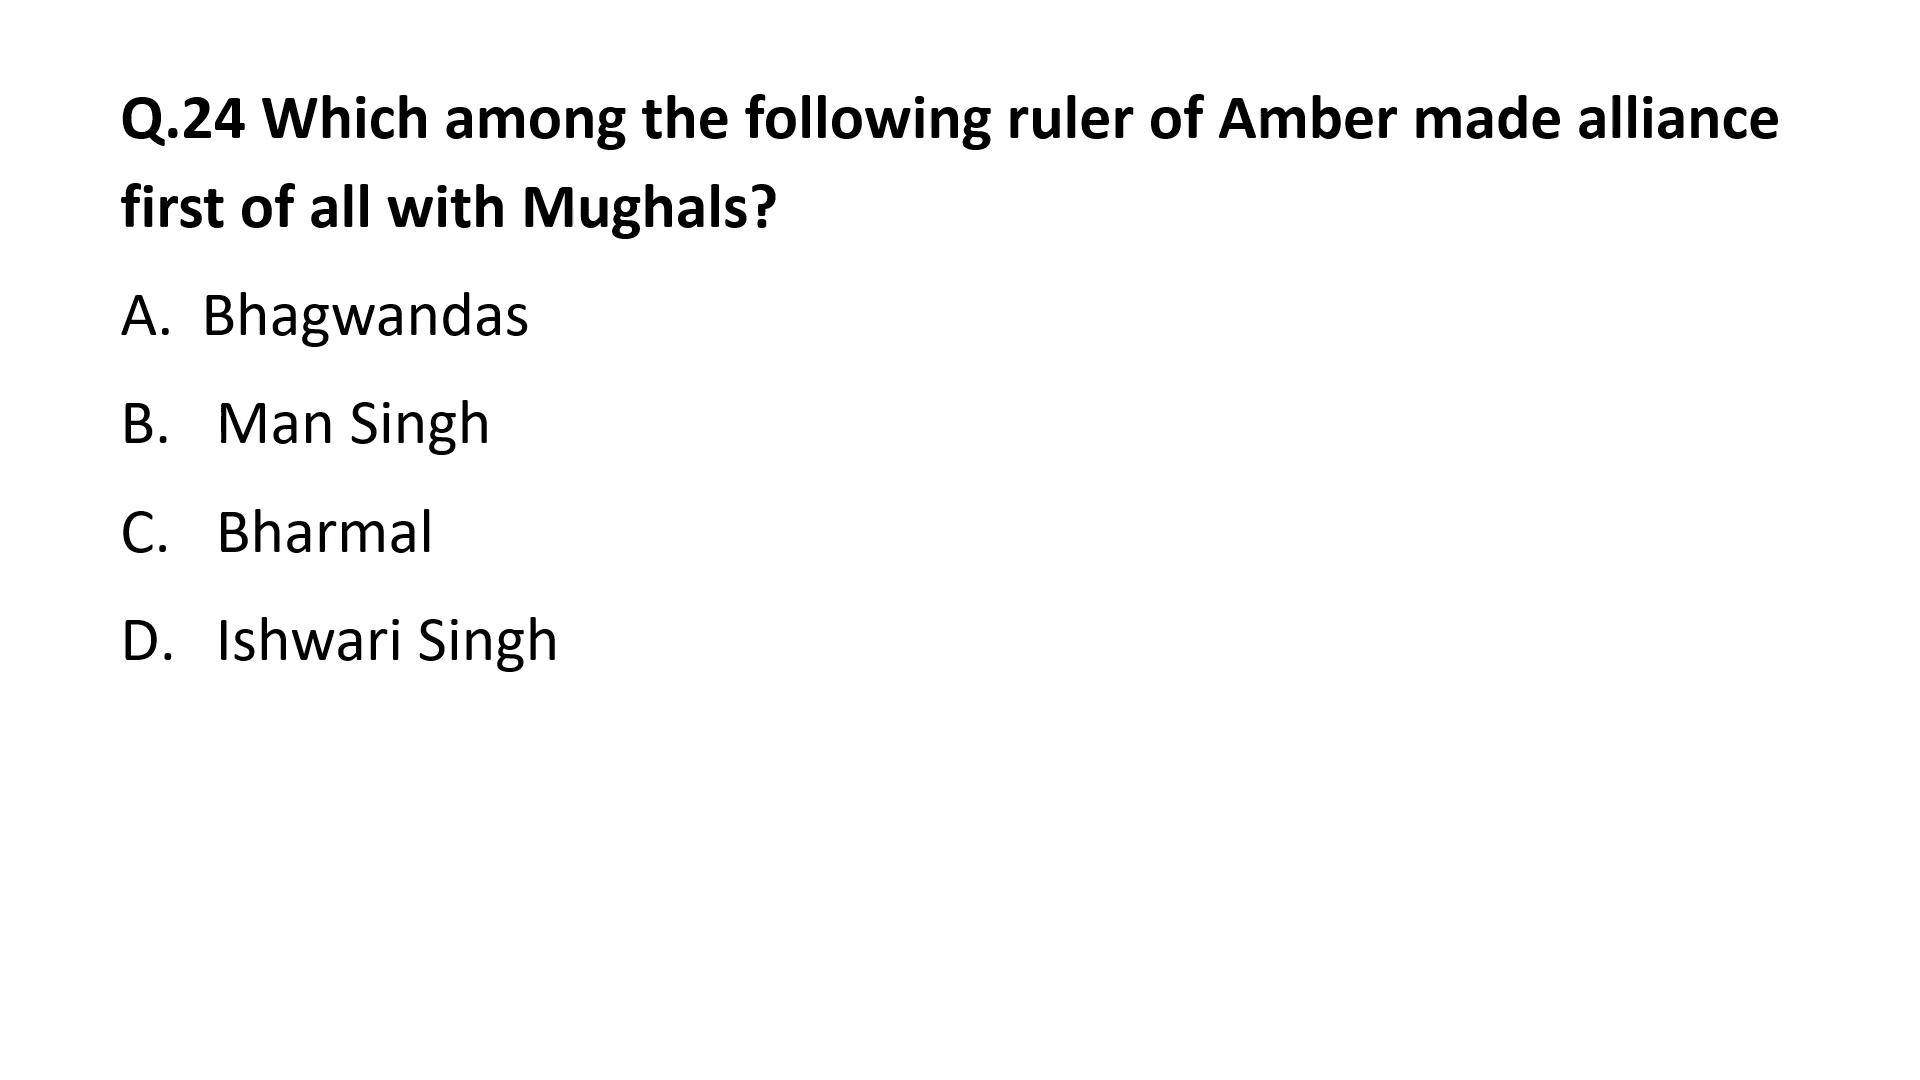 Q.24 Which among the following ruler of Amber made alliance
first of all with Mughals?
A. Bhagwandas
B. Man Singh
C. Bharmal
D. Ishwari Singh